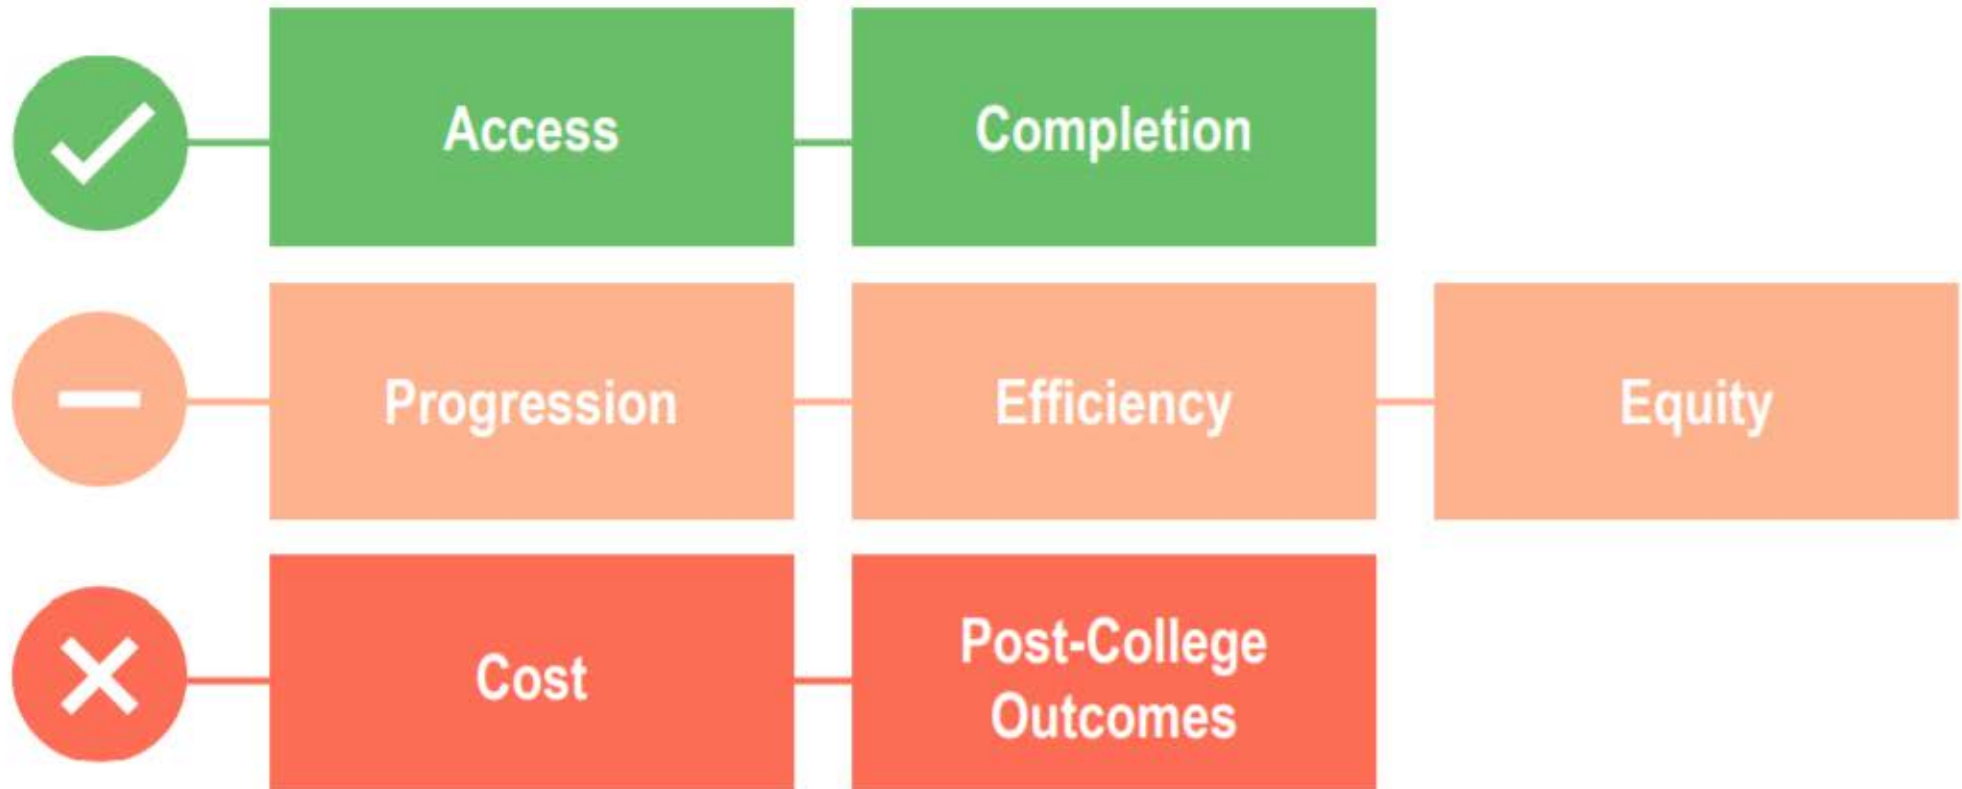 Access
Completion
Progression
Efficiency
Equity
Cost
Post-College
Outcomes